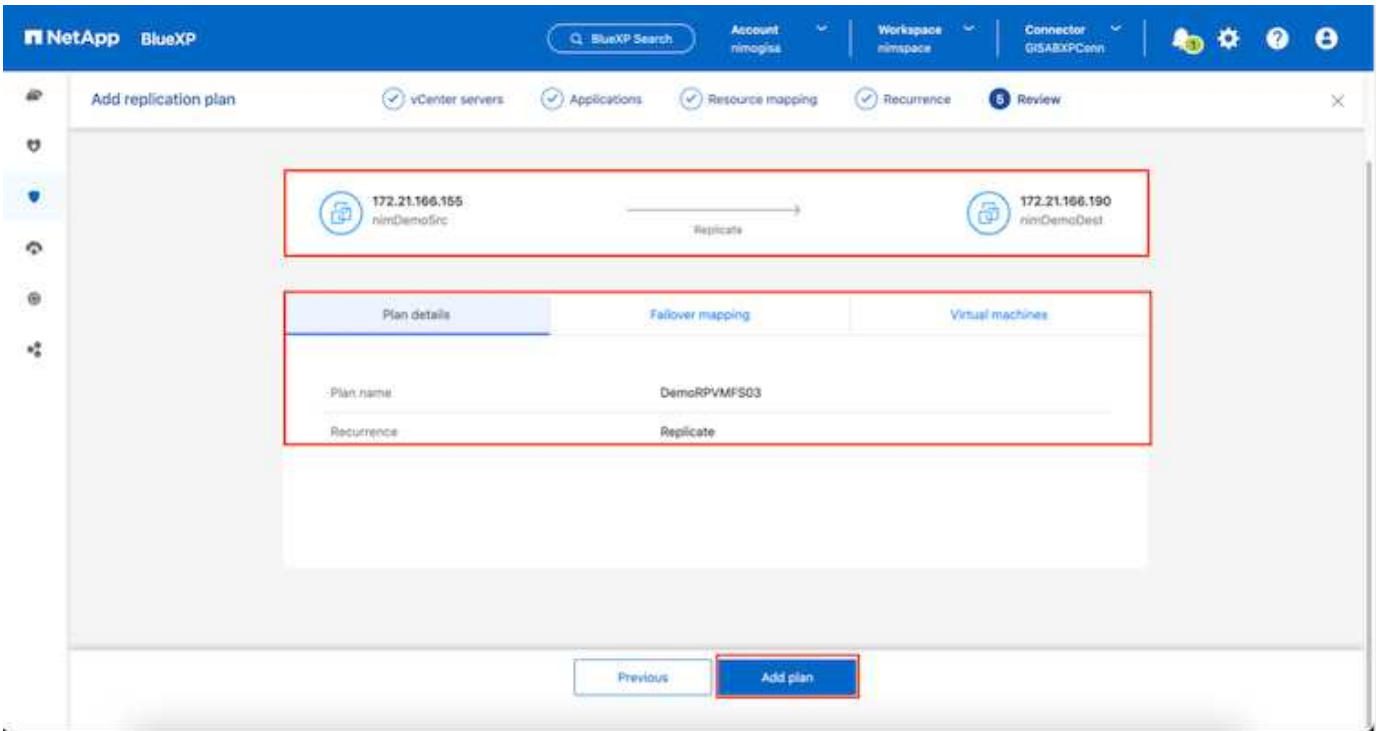 NetApp BlueXP
BlueXP Search
Account
nimogisa
Workspace
nimspace
Connector
GISABXPConn
Add replication plan
vCenter servers
Applications
Resource mapping
Recurrence
5 Review
172.21.166.155
nimDemoSrc
Replicate
172.21.166.190
nimDemoDest
Plan details
Failover mapping
Virtual machines
Plan name
DemoRPVMFS03
Recurrence
Replicate
Previous
Add plan